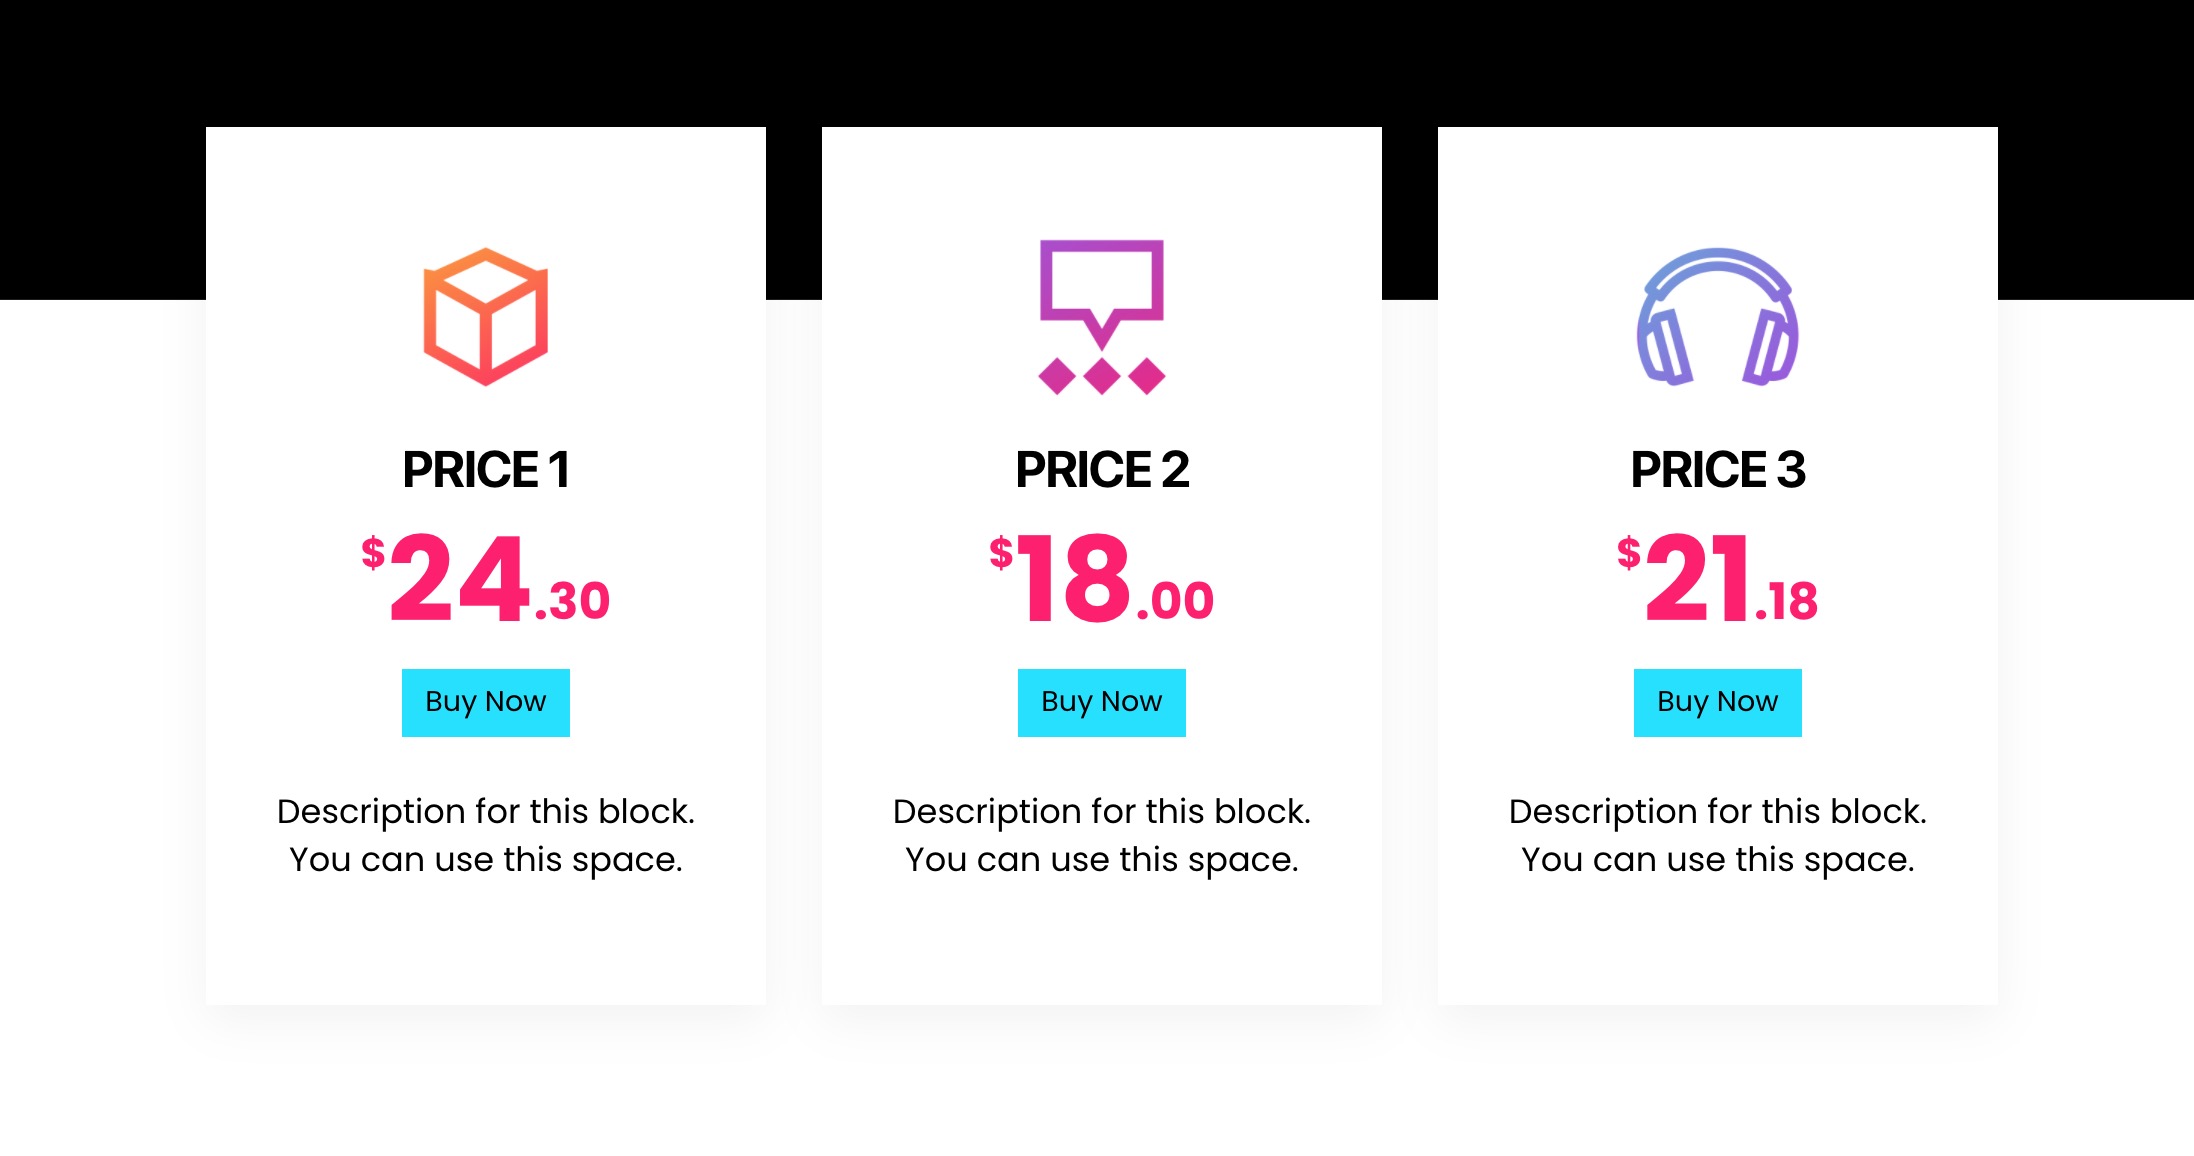 PRICE 1
$24.30
Buy Now
Description for this block.
You can use this space.
PRICE 2
$18.00
Buy Now
Description for this block.
You can use this space.
PRICE 3
$21.18
Buy Now
Description for this block.
You can use this space.